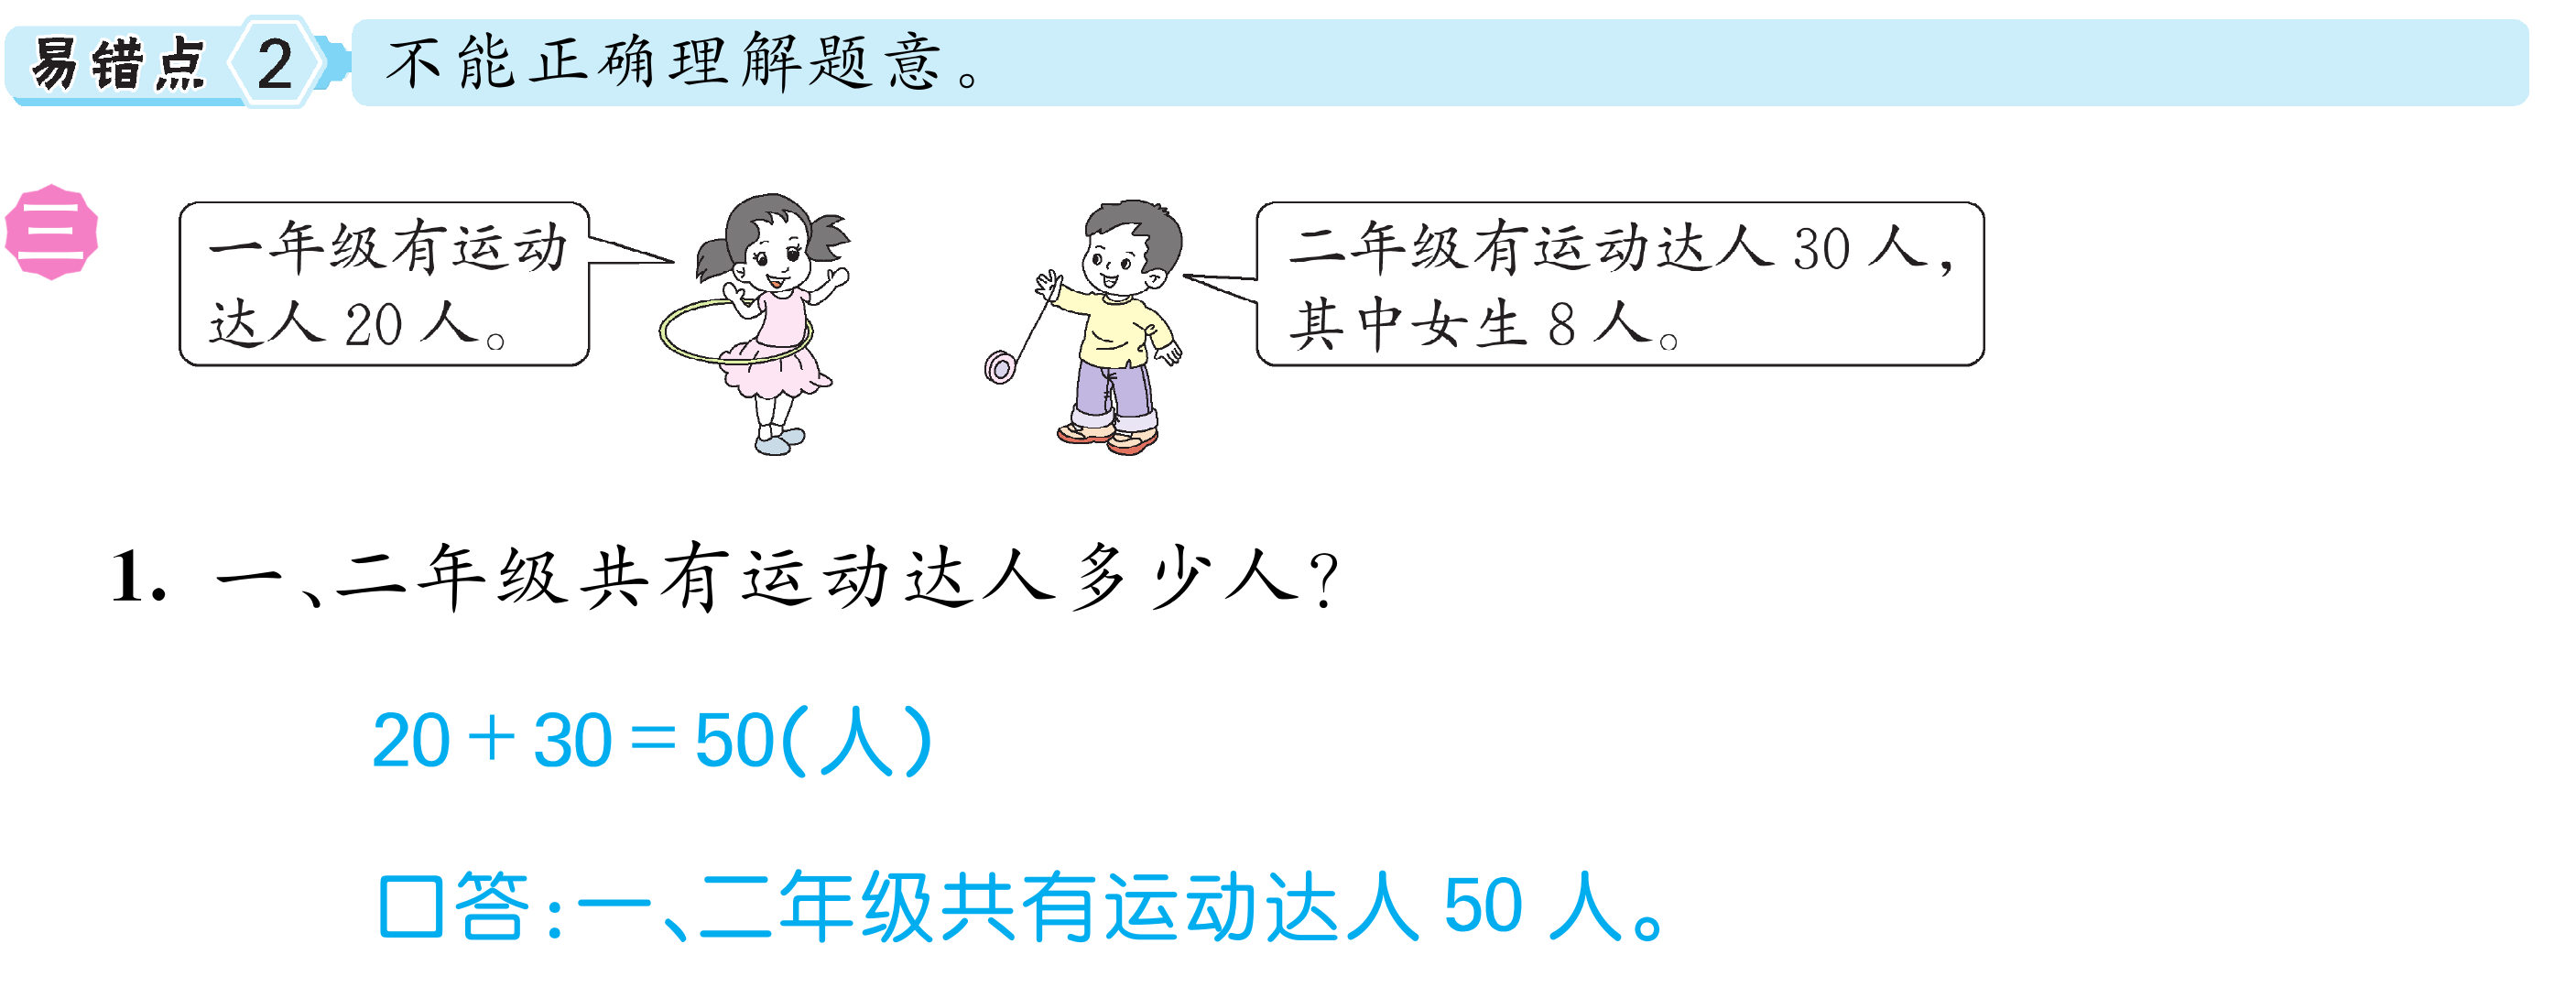 易错点 2 不能正确理解题意。
三
一年级有运动
达人 20 人。
二年级有运动达人 30 人，
其中女生 8 人。
1. 一、二年级共有运动达人多少人？
20+30=50(人)
口答：一、二年级共有运动达人 50 人。